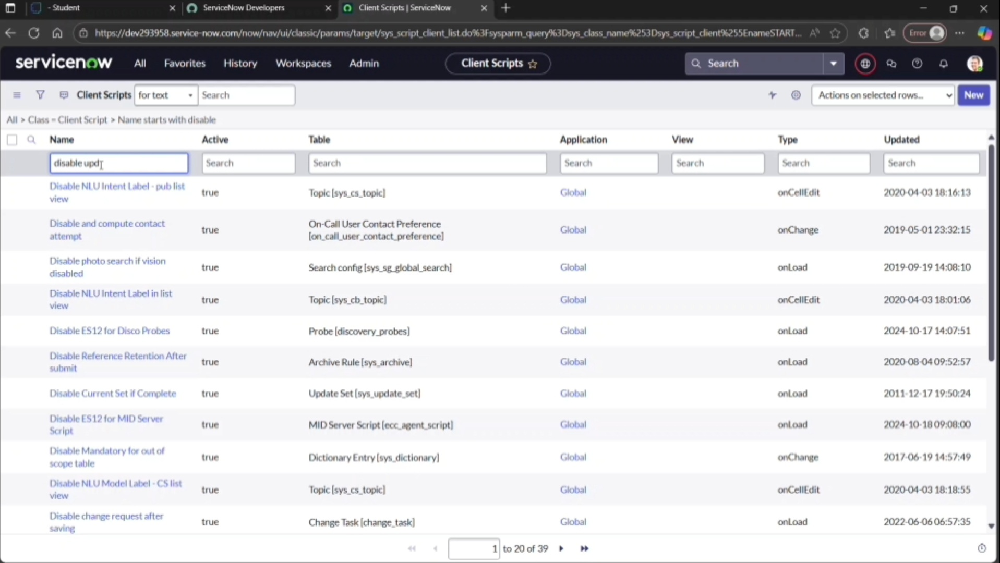 - Student
ServiceNow Developers
Client Scripts | ServiceNow
https://dev293958.service-now.com/now/nav/ui/classic/params/target/sys_script_client_list.do%3Fsysparm_query%3Dsys_class_name%253Dsys_script_client%255EnameSTART...
Error
servicenow
All
Favorites
History
Workspaces
Admin
Client Scripts
Search
Client Scripts
for text
Search
Actions on selected rows...
New
All > Class = Client Script > Name starts with disable
Name Active Table Application View Type Updated
disable upd Search Search Search Search Search Search
Disable NLU Intent Label - pub list
view
true Topic [sys_cs_topic] Global onCellEdit 2020-04-03 18:16:13
Disable and compute contact
attempt
true
On-Call User Contact Preference
[on_call_user_contact_preference]
Global onChange 2019-05-01 23:32:15
Disable photo search if vision
disabled
true Search config [sys_sg_global_search] Global onLoad 2019-09-19 14:08:10
Disable NLU Intent Label in list
view
true Topic [sys_cb_topic] Global onCellEdit 2020-04-03 18:01:06
Disable ES12 for Disco Probes true Probe [discovery_probes] Global onLoad 2024-10-17 14:07:51
Disable Reference Retention After
submit
true Archive Rule [sys_archive] Global onLoad 2020-08-04 09:52:57
Disable Current Set if Complete true Update Set [sys_update_set] Global onLoad 2011-12-17 19:50:24
Disable ES12 for MID Server
Script
true MID Server Script [ecc_agent_script] Global onLoad 2024-10-18 09:08:00
Disable Mandatory for out of
scope table
true Dictionary Entry [sys_dictionary] Global onChange 2017-06-19 14:57:49
Disable NLU Model Label - CS list
view
true Topic [sys_cs_topic] Global onCellEdit 2020-04-03 18:18:55
Disable change request after
saving
true Change Task [change_task] Global onLoad 2022-06-06 06:57:35
1 to 20 of 39